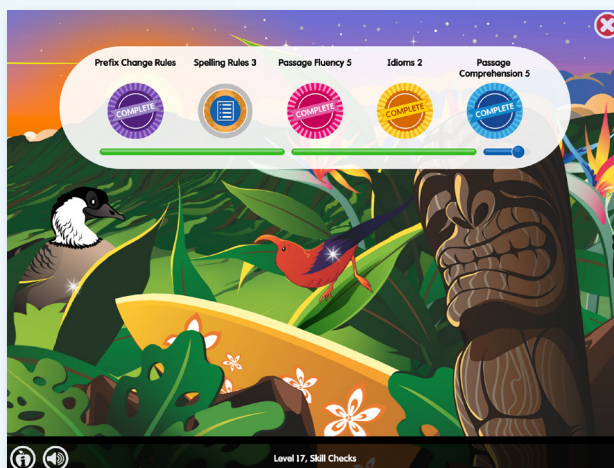 Prefix Change Rules
Spelling Rules 3
Passage Fluency 5
Idioms 2
Passage
Comprehension 5
COMPLETE
COMPLETE
COMPLETE
COMPLETE
Level 17, Skill Checks